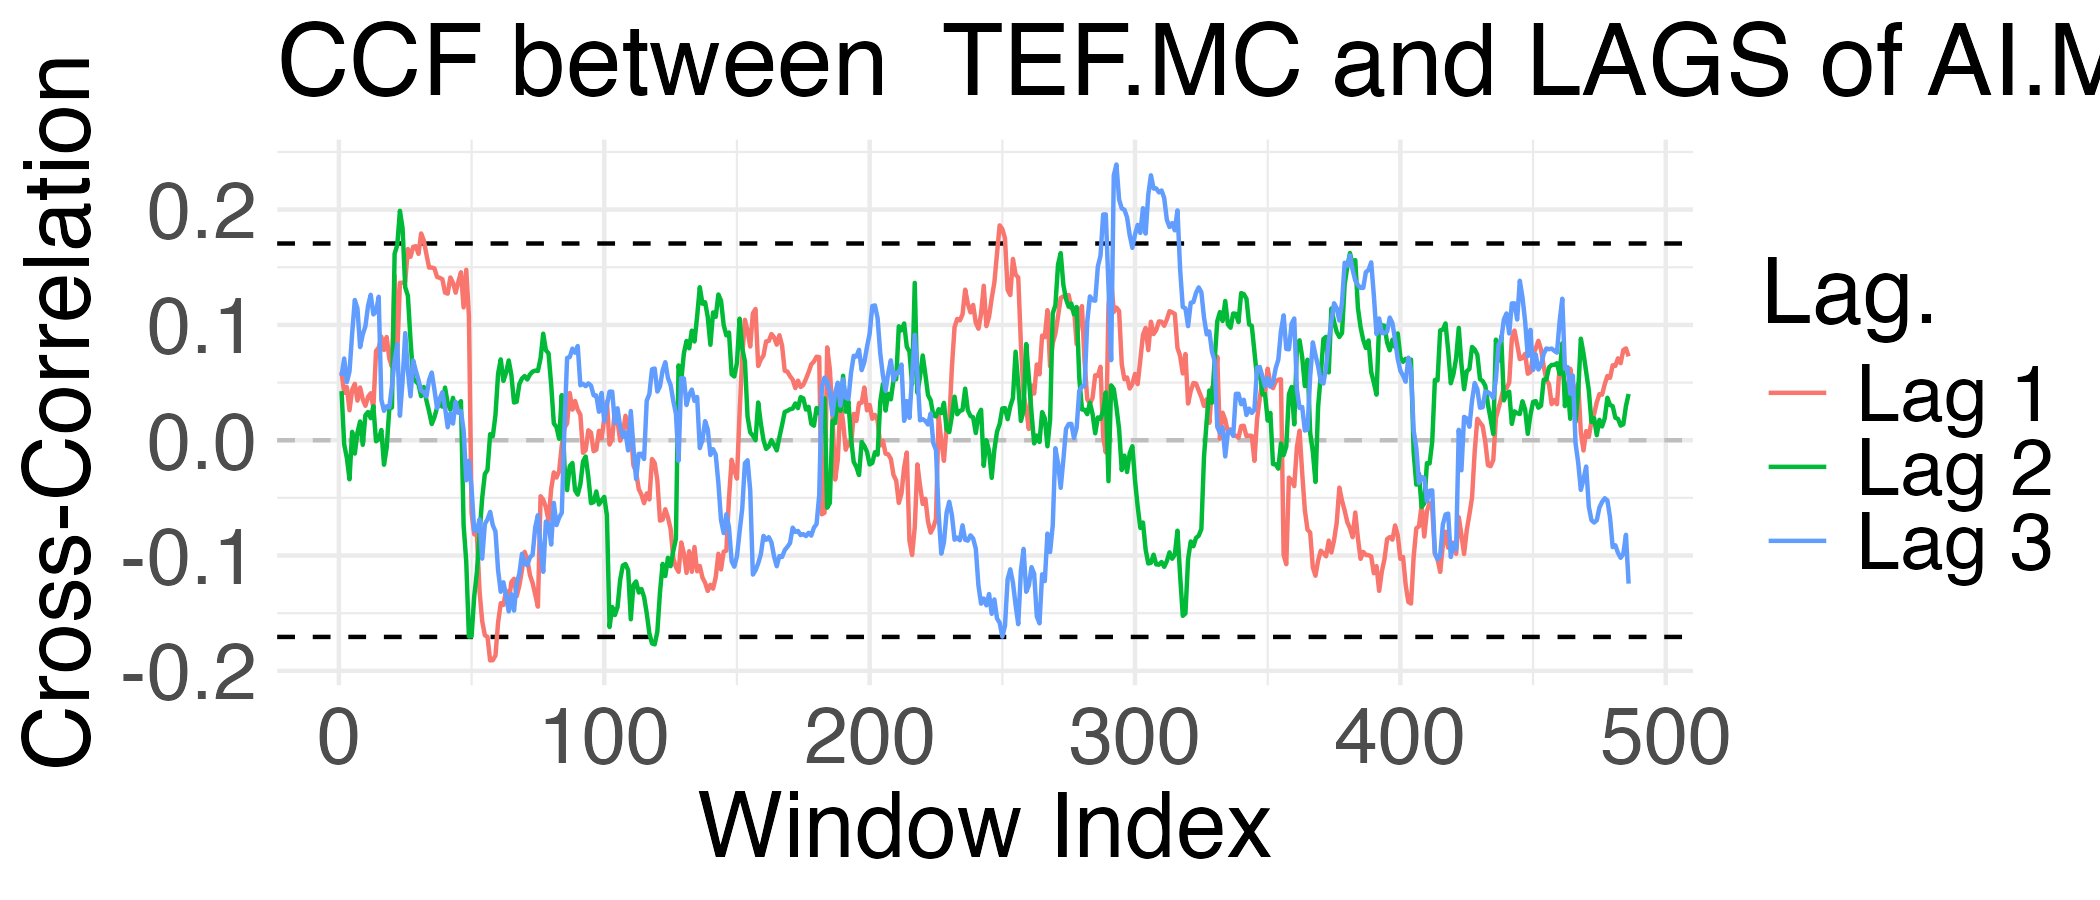 CCF between  TEF.MC and LAGS of AI.M
Cross-Correlation
0.2
0.1
0.0
-0.1
-0.2
0 100 200 300 400 500
Window Index
Lag.
Lag 1
Lag 2
Lag 3